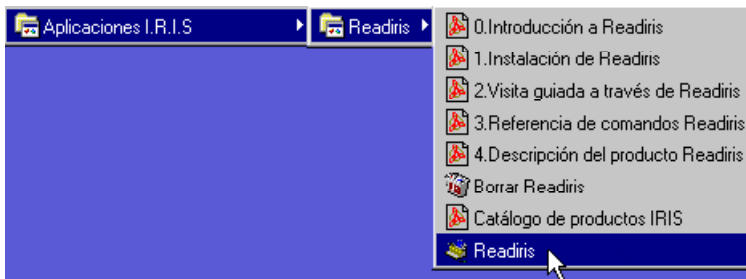 Aplicaciones I.R.I.S
Readiris
0.Introducción a Readiris
1.Instalación de Readiris
2.Visita guiada a través de Readiris
3.Referencia de comandos Readiris
4.Descripción del producto Readiris
Borrar Readiris
Catálogo de productos IRIS
Readiris